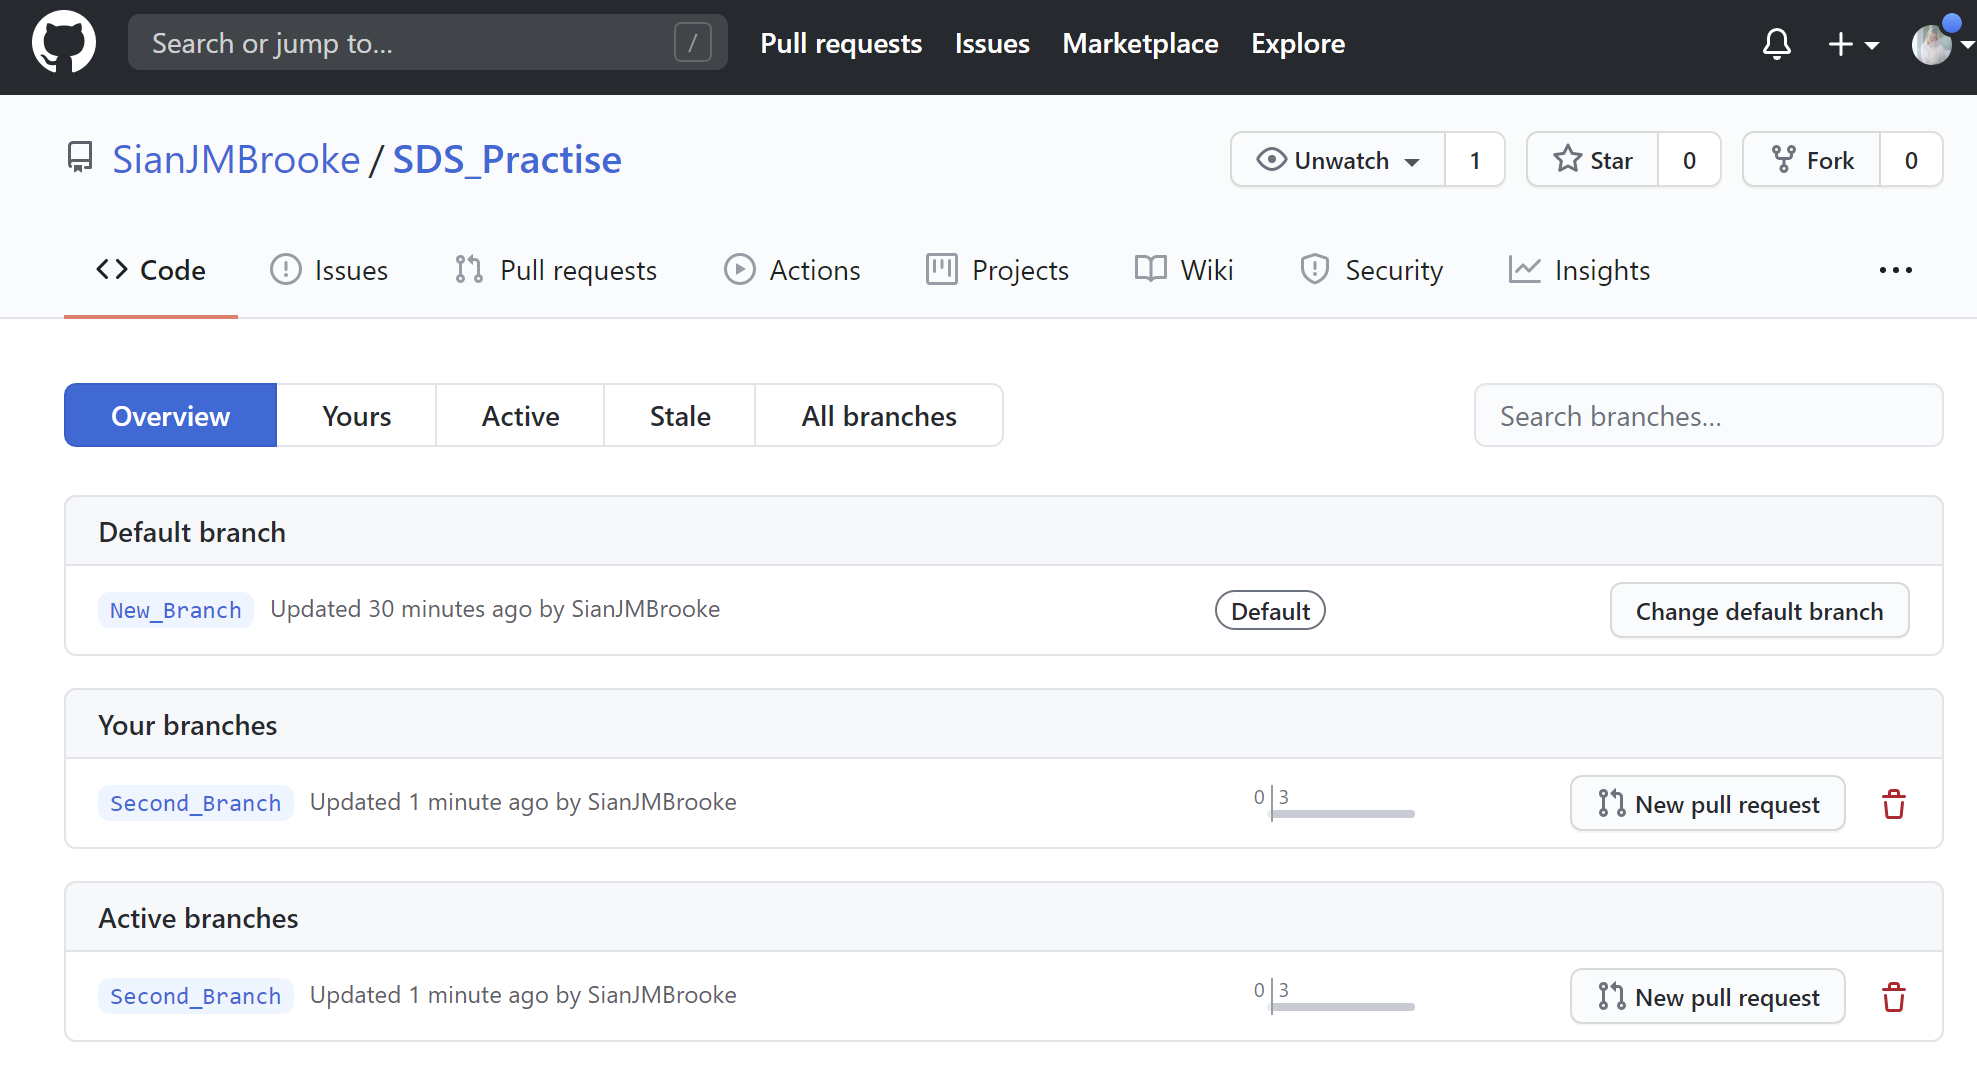 Search or jump to... / Pull requests Issues Marketplace Explore
SianJMBrooke / SDS_Practise Unwatch 1 Star 0 Fork 0
Code Issues Pull requests Actions Projects Wiki Security Insights
Overview Yours Active Stale All branches Search branches...
Default branch
New_Branch Updated 30 minutes ago by SianJMBrooke Default Change default branch
Your branches
Second_Branch Updated 1 minute ago by SianJMBrooke 0 3 New pull request
Active branches
Second_Branch Updated 1 minute ago by SianJMBrooke 0 3 New pull request